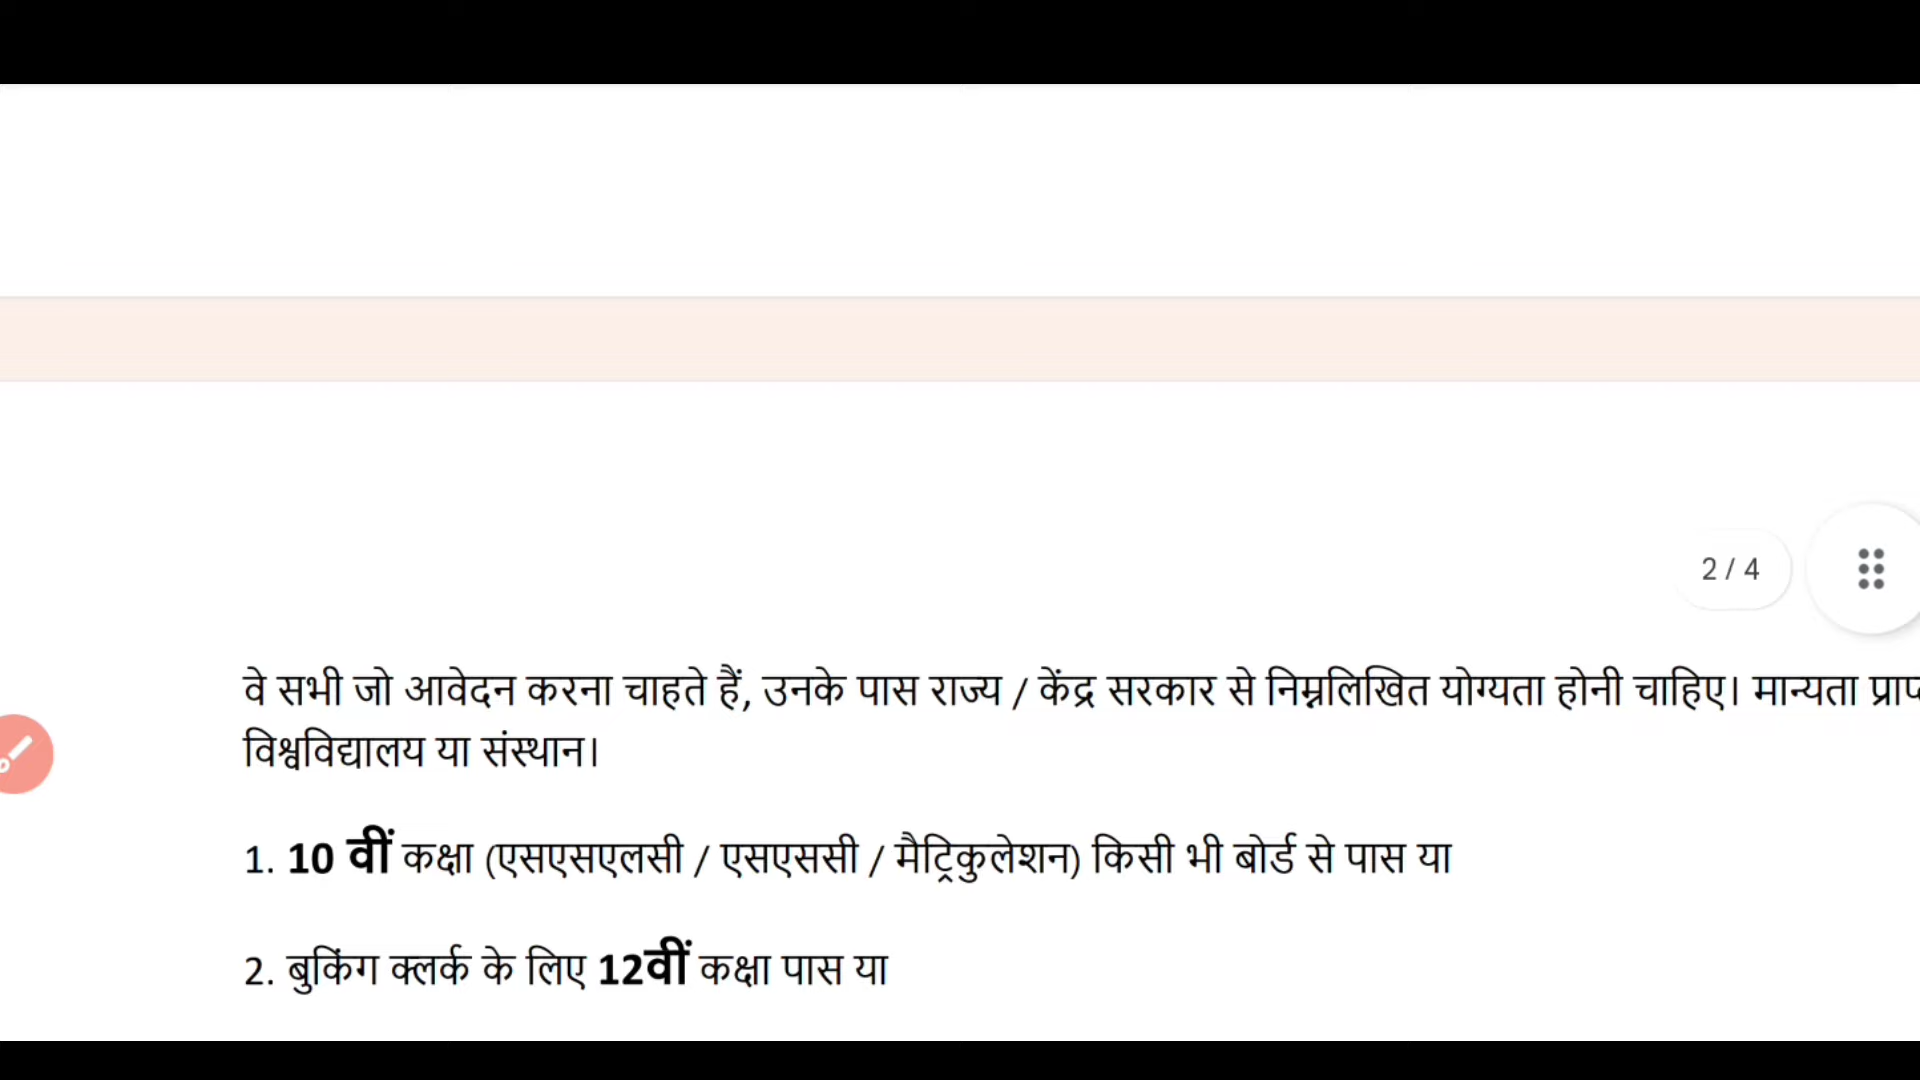 2 / 4
वे सभी जो आवेदन करना चाहते हैं, उनके पास राज्य / केंद्र सरकार से निम्नलिखित योग्यता होनी चाहिए। मान्यता
विश्वविद्यालय या संस्थान।
1. 10 वीं कक्षा (एसएसएलसी / एसएससी / मैट्रिकुलेशन) किसी भी बोर्ड से पास या
2. बुकिंग क्लर्क के लिए 12वीं कक्षा पास या